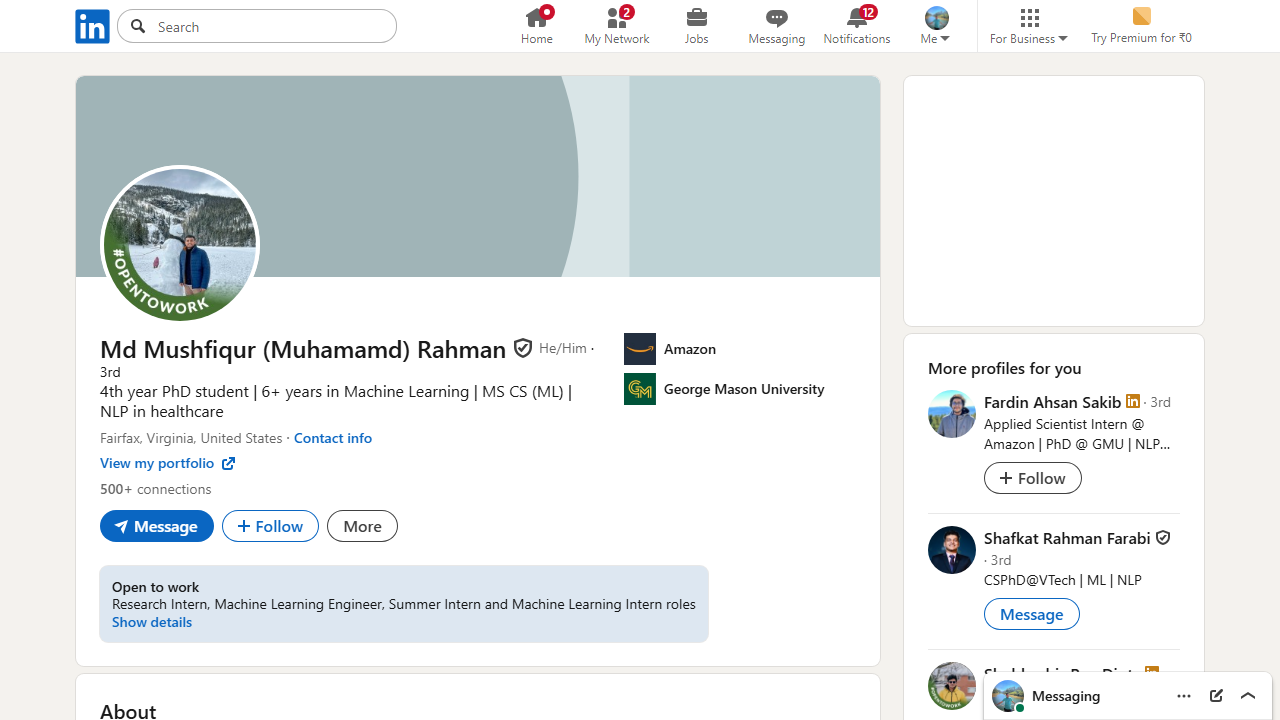 in
Search
Home
2
My Network
Jobs
Messaging
12
Notifications
Me
For Business
Try Premium for ₹0
#OPENTOWORK
Md Mushfiqur (Muhamamd) Rahman
He/Him ·
3rd
4th year PhD student | 6+ years in Machine Learning | MS CS (ML) |
NLP in healthcare
Fairfax, Virginia, United States · Contact info
View my portfolio
500+ connections
Message
Follow
More
Amazon
GM
George Mason University
Open to work
Research Intern, Machine Learning Engineer, Summer Intern and Machine Learning Intern roles
Show details
About
More profiles for you
Fardin Ahsan Sakib in · 3rd
Applied Scientist Intern @
Amazon | PhD @ GMU | NLP...
Follow
Shafkat Rahman Farabi
· 3rd
CSPhD@VTech | ML | NLP
Message
Messaging